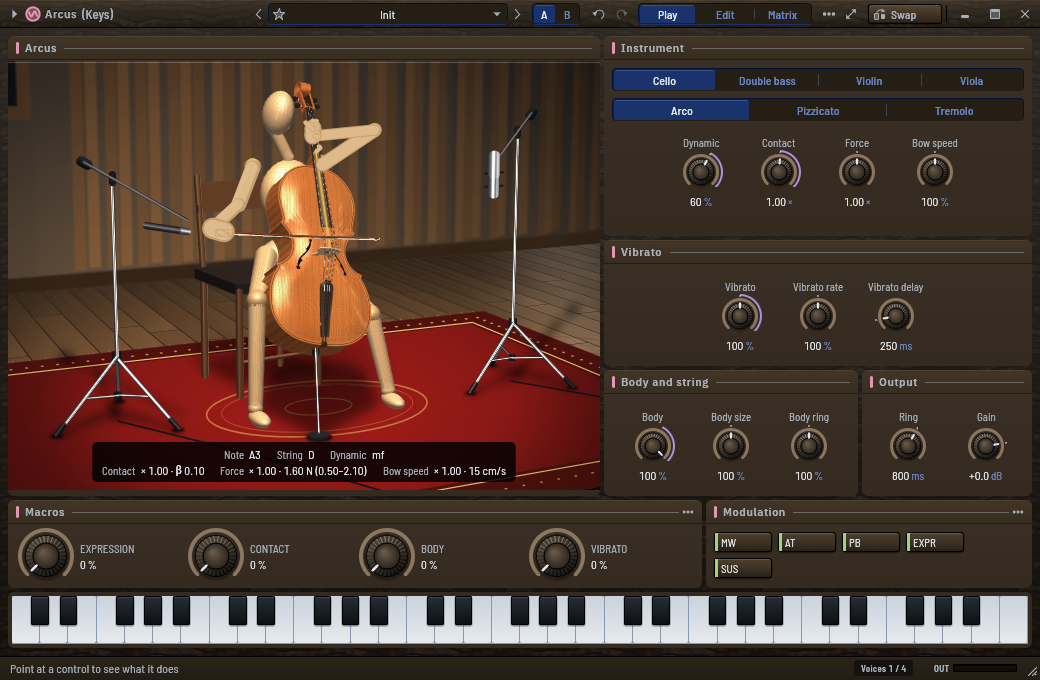 Arcus (Keys)
Init
A B
Play Edit Matrix
Swap
Arcus
Instrument
Cello Double bass Violin Viola
Arco Pizzicato Tremolo
Dynamic Contact Force Bow speed
60 % 1.00 × 1.00 × 100 %
Vibrato
Vibrato Vibrato rate Vibrato delay
100 % 100 % 250 ms
Body and string
Body Body size Body ring
100 % 100 % 100 %
Output
Ring Gain
800 ms +0.0 dB
Note A3 String D Dynamic mf
Contact × 1.00 · β 0.10 Force × 1.00 · 1.60 N (0.50–2.10) Bow speed × 1.00 · 15 cm/s
Macros
EXPRESSION
0 %
CONTACT
0 %
BODY
0 %
VIBRATO
0 %
Modulation
MW AT PB EXPR
SUS
Point at a control to see what it does
Voices 1 / 4
OUT